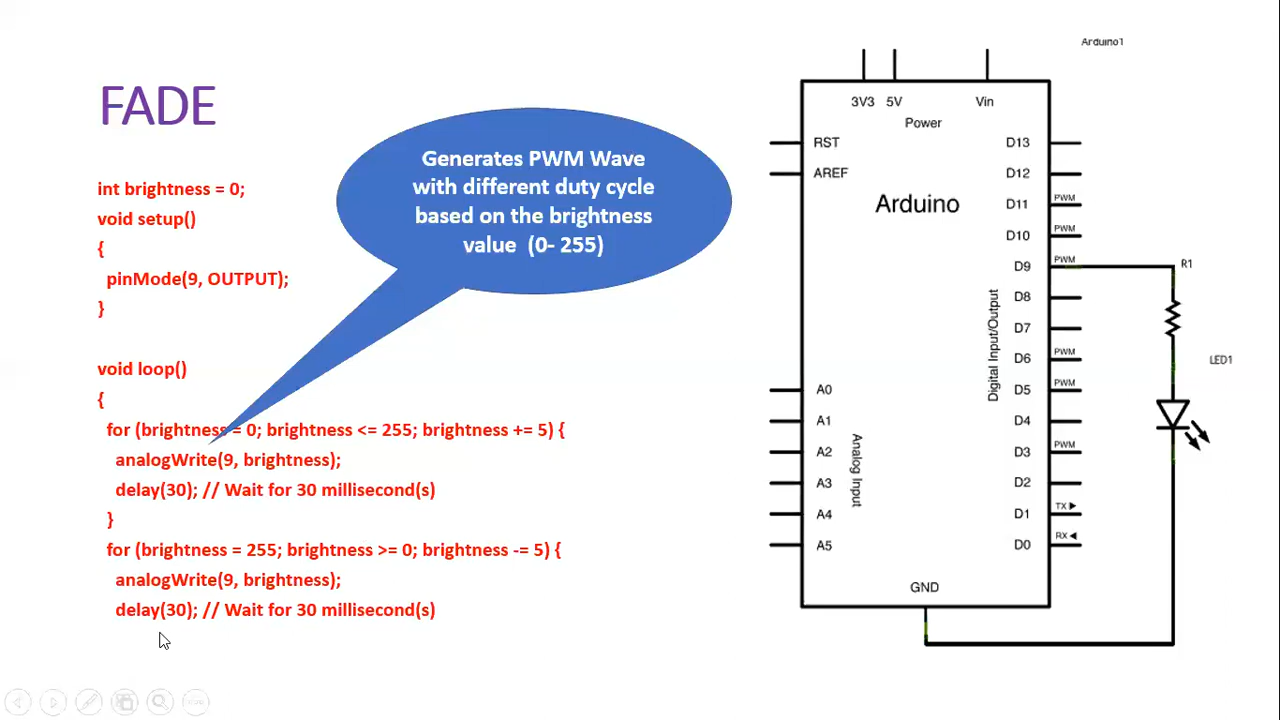 FADE
int brightness = 0;
void setup()
{
pinMode(9, OUTPUT);
}
void loop()
{
for (brightness = 0; brightness <= 255; brightness += 5) {
analogWrite(9, brightness);
delay(30); // Wait for 30 millisecond(s)
}
for (brightness = 255; brightness >= 0; brightness -= 5) {
analogWrite(9, brightness);
delay(30); // Wait for 30 millisecond(s)
Generates PWM Wave
with different duty cycle
based on the brightness
value (0- 255)
Arduino1
3V3 5V Vin
Power
RST
AREF
Arduino
A0
A1
A2
A3
A4
A5
Analog Input
Digital Input/Output
D13
D12
D11 PWM
D10 PWM
D9 PWM
D8
D7
D6 PWM
D5 PWM
D4
D3 PWM
D2
D1 TX
D0 RX
GND
R1
LED1